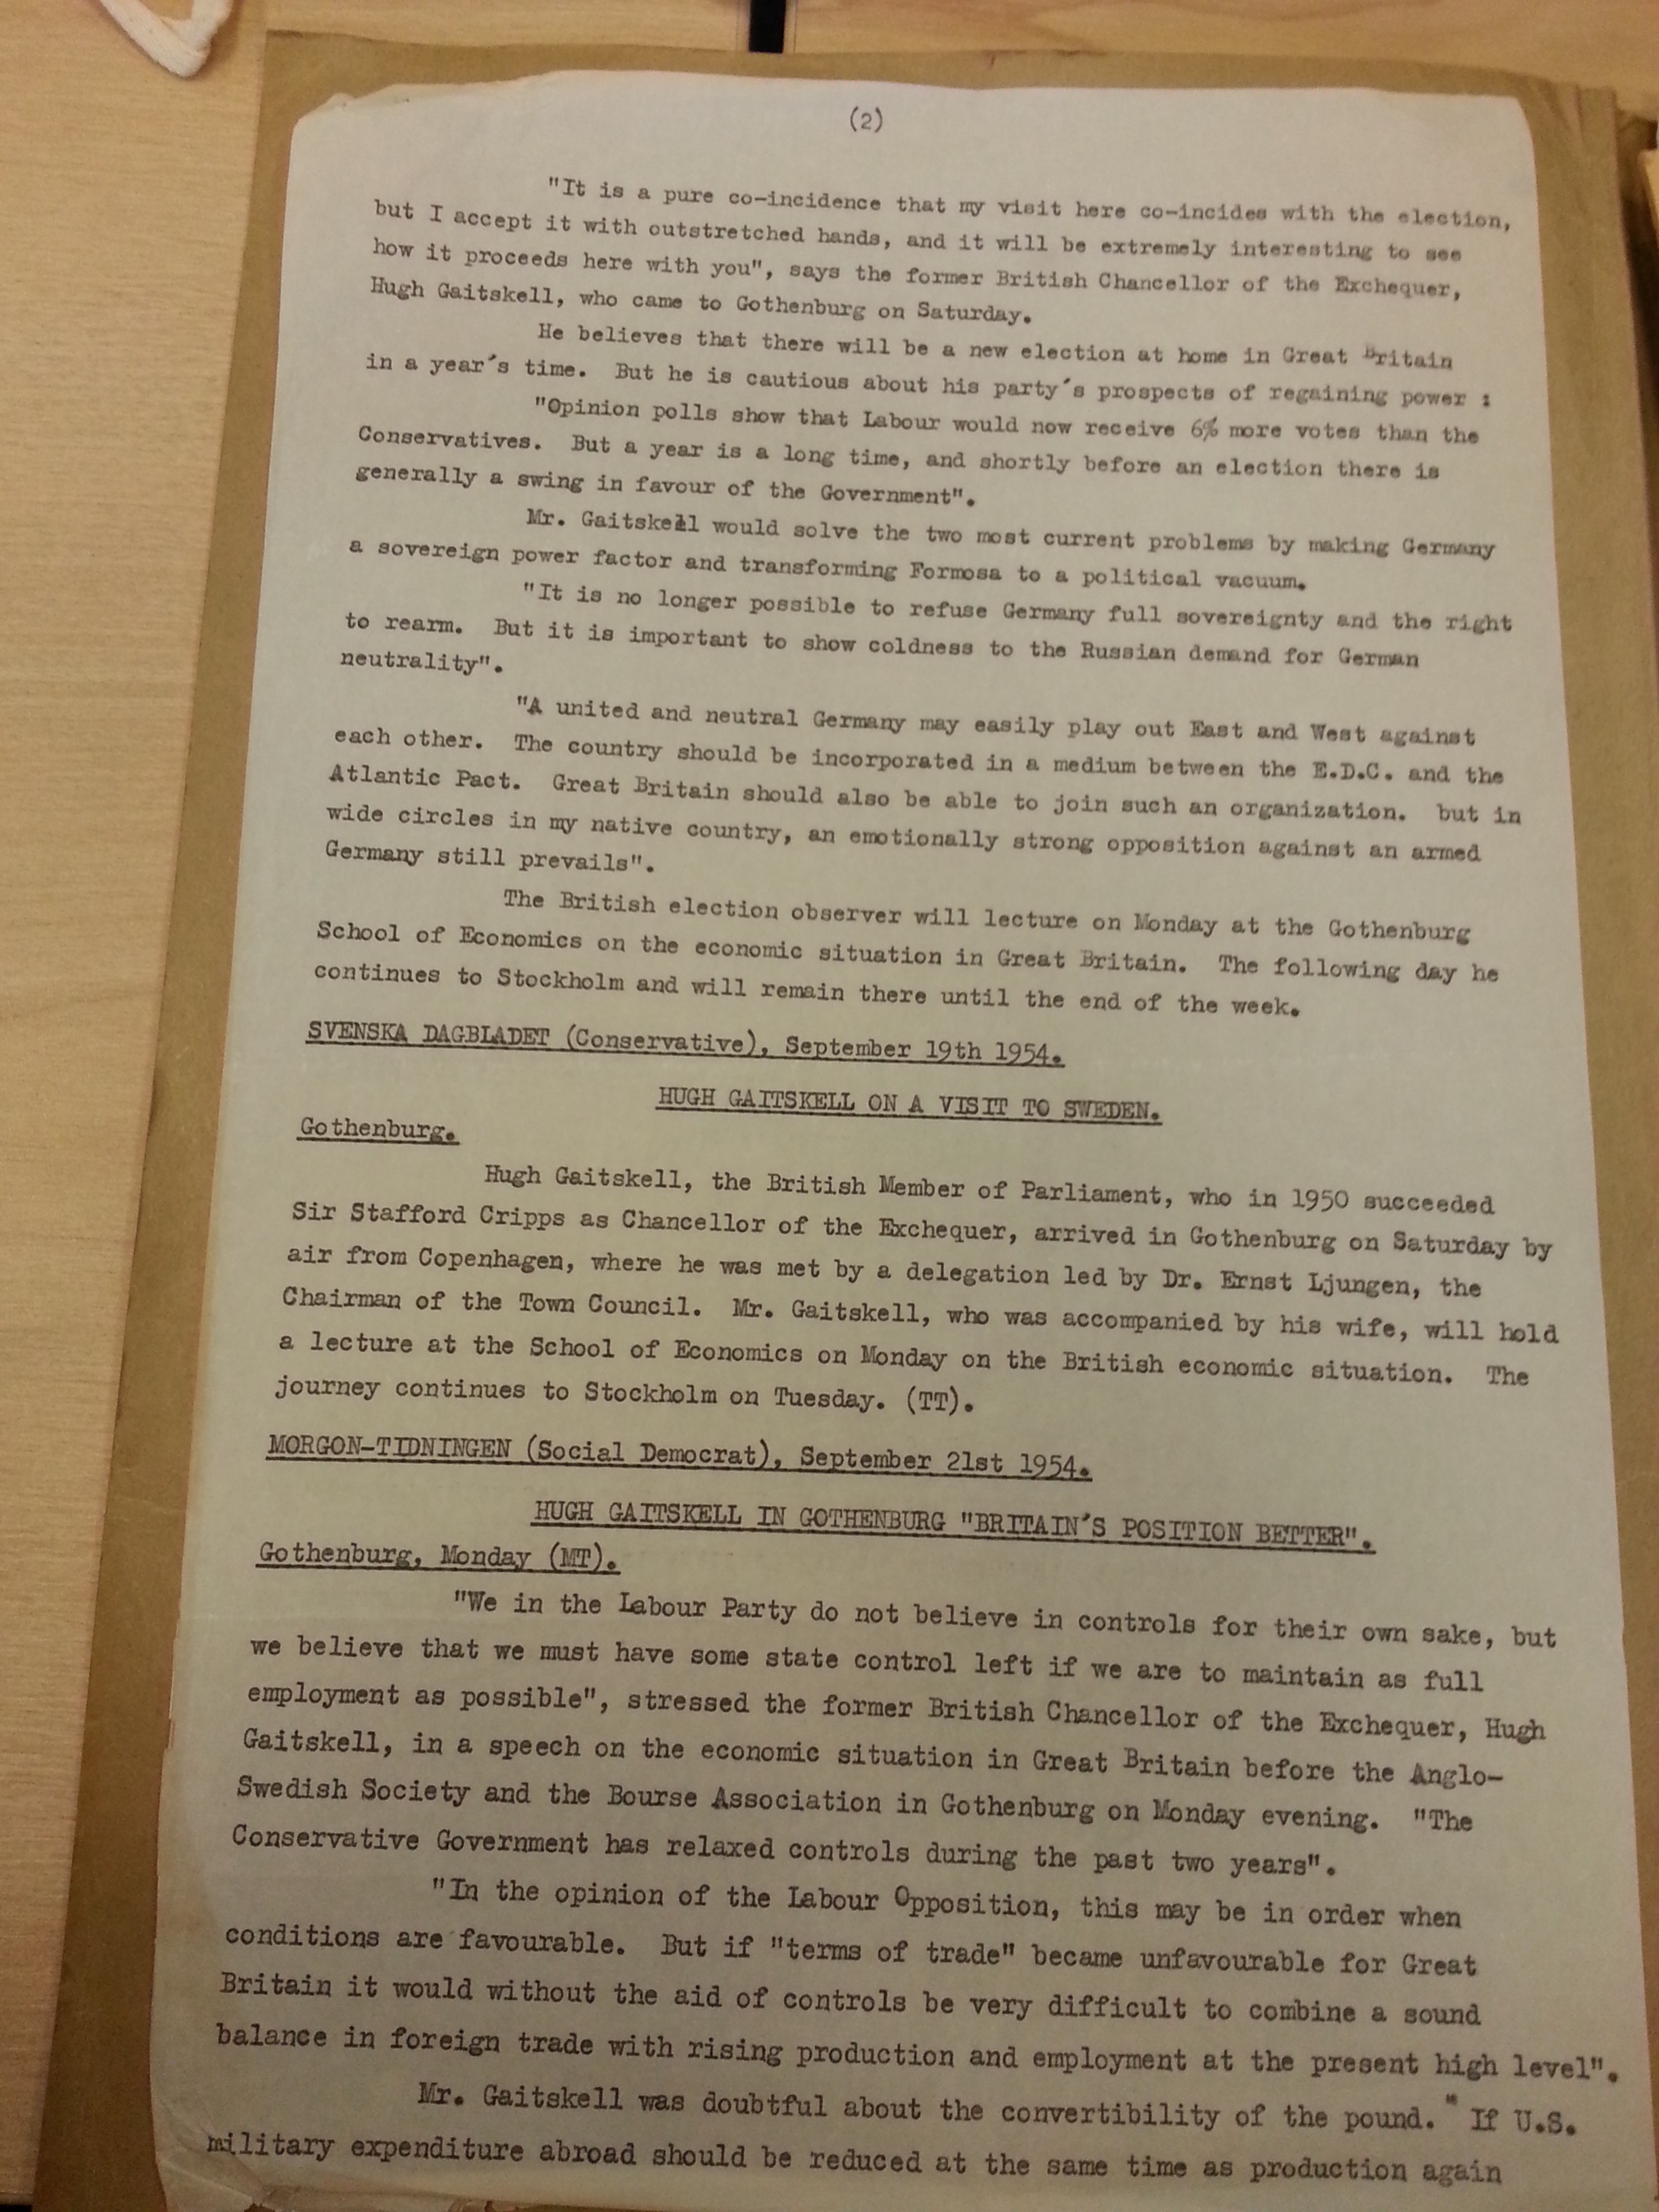 (2)
"It is a pure co-incidence that my visit here co-incides with the election,
but I accept it with outstretched hands, and it will be extremely interesting to see
how it proceeds here with you", says the former British Chancellor of the Exchequer,
Hugh Gaitskell, who came to Gothenburg on Saturday.
He believes that there will be a new election at home in Great Britain
in a year's time. But he is cautious about his party's prospects of regaining power :
"Opinion polls show that Labour would now receive 6% more votes than the
Conservatives. But a year is a long time, and shortly before an election there is
generally a swing in favour of the Government".
Mr. Gaitskell would solve the two most current problems by making Germany
a sovereign power factor and transforming Formosa to a political vacuum.
"It is no longer possible to refuse Germany full sovereignty and the right
to rearm. But it is important to show coldness to the Russian demand for German
neutrality".
"A united and neutral Germany may easily play out East and West against
each other. The country should be incorporated in a medium between the E.D.C. and the
Atlantic Pact. Great Britain should also be able to join such an organization. but in
wide circles in my native country, an emotionally strong opposition against an armed
Germany still prevails".
The British election observer will lecture on Monday at the Gothenburg
School of Economics on the economic situation in Great Britain. The following day he
continues to Stockholm and will remain there until the end of the week.
SVENSKA DAGBLADET (Conservative), September 19th 1954.
HUGH GAITSKELL ON A VISIT TO SWEDEN.
Gothenburg.
Hugh Gaitskell, the British Member of Parliament, who in 1950 succeeded
Sir Stafford Cripps as Chancellor of the Exchequer, arrived in Gothenburg on Saturday by
air from Copenhagen, where he was met by a delegation led by Dr. Ernst Ljungen, the
Chairman of the Town Council. Mr. Gaitskell, who was accompanied by his wife, will hold
a lecture at the School of Economics on Monday on the British economic situation. The
journey continues to Stockholm on Tuesday. (TT).
MORGON-TIDNINGEN (Social Democrat), September 21st 1954.
HUGH GAITSKELL IN GOTHENBURG "BRITAIN'S POSITION BETTER".
Gothenburg, Monday (MT).
"We in the Labour Party do not believe in controls for their own sake, but
we believe that we must have some state control left if we are to maintain as full
employment as possible", stressed the former British Chancellor of the Exchequer, Hugh
Gaitskell, in a speech on the economic situation in Great Britain before the Anglo-
Swedish Society and the Bourse Association in Gothenburg on Monday evening. "The
Conservative Government has relaxed controls during the past two years".
"In the opinion of the Labour Opposition, this may be in order when
conditions are favourable. But if "terms of trade" became unfavourable for Great
Britain it would without the aid of controls be very difficult to combine a sound
balance in foreign trade with rising production and employment at the present high level".
Mr. Gaitskell was doubtful about the convertibility of the pound. " If U.S.
military expenditure abroad should be reduced at the same time as production again